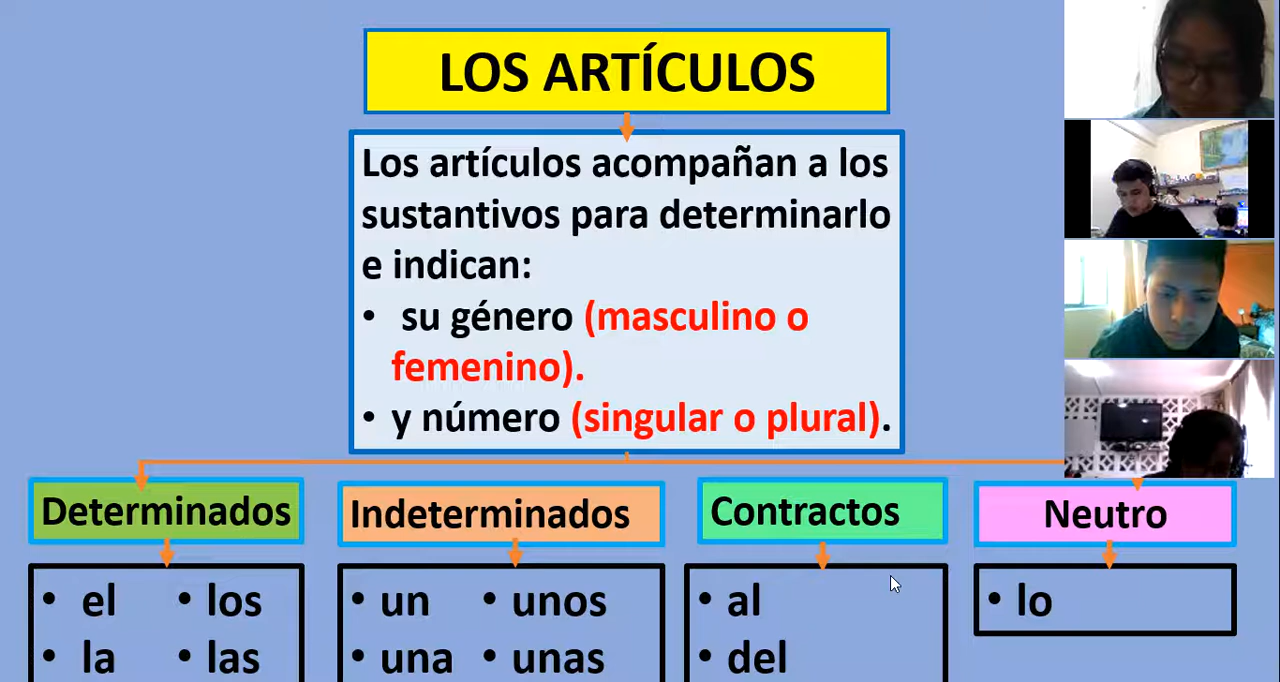 LOS ARTÍCULOS
Los artículos acompañan a los
sustantivos para determinarlo
e indican:
• su género (masculino o
femenino).
• y número (singular o plural).
Determinados
Indeterminados
Contractos
Neutro
• el • los
• la • las
• un • unos
• una • unas
• al
• del
• lo